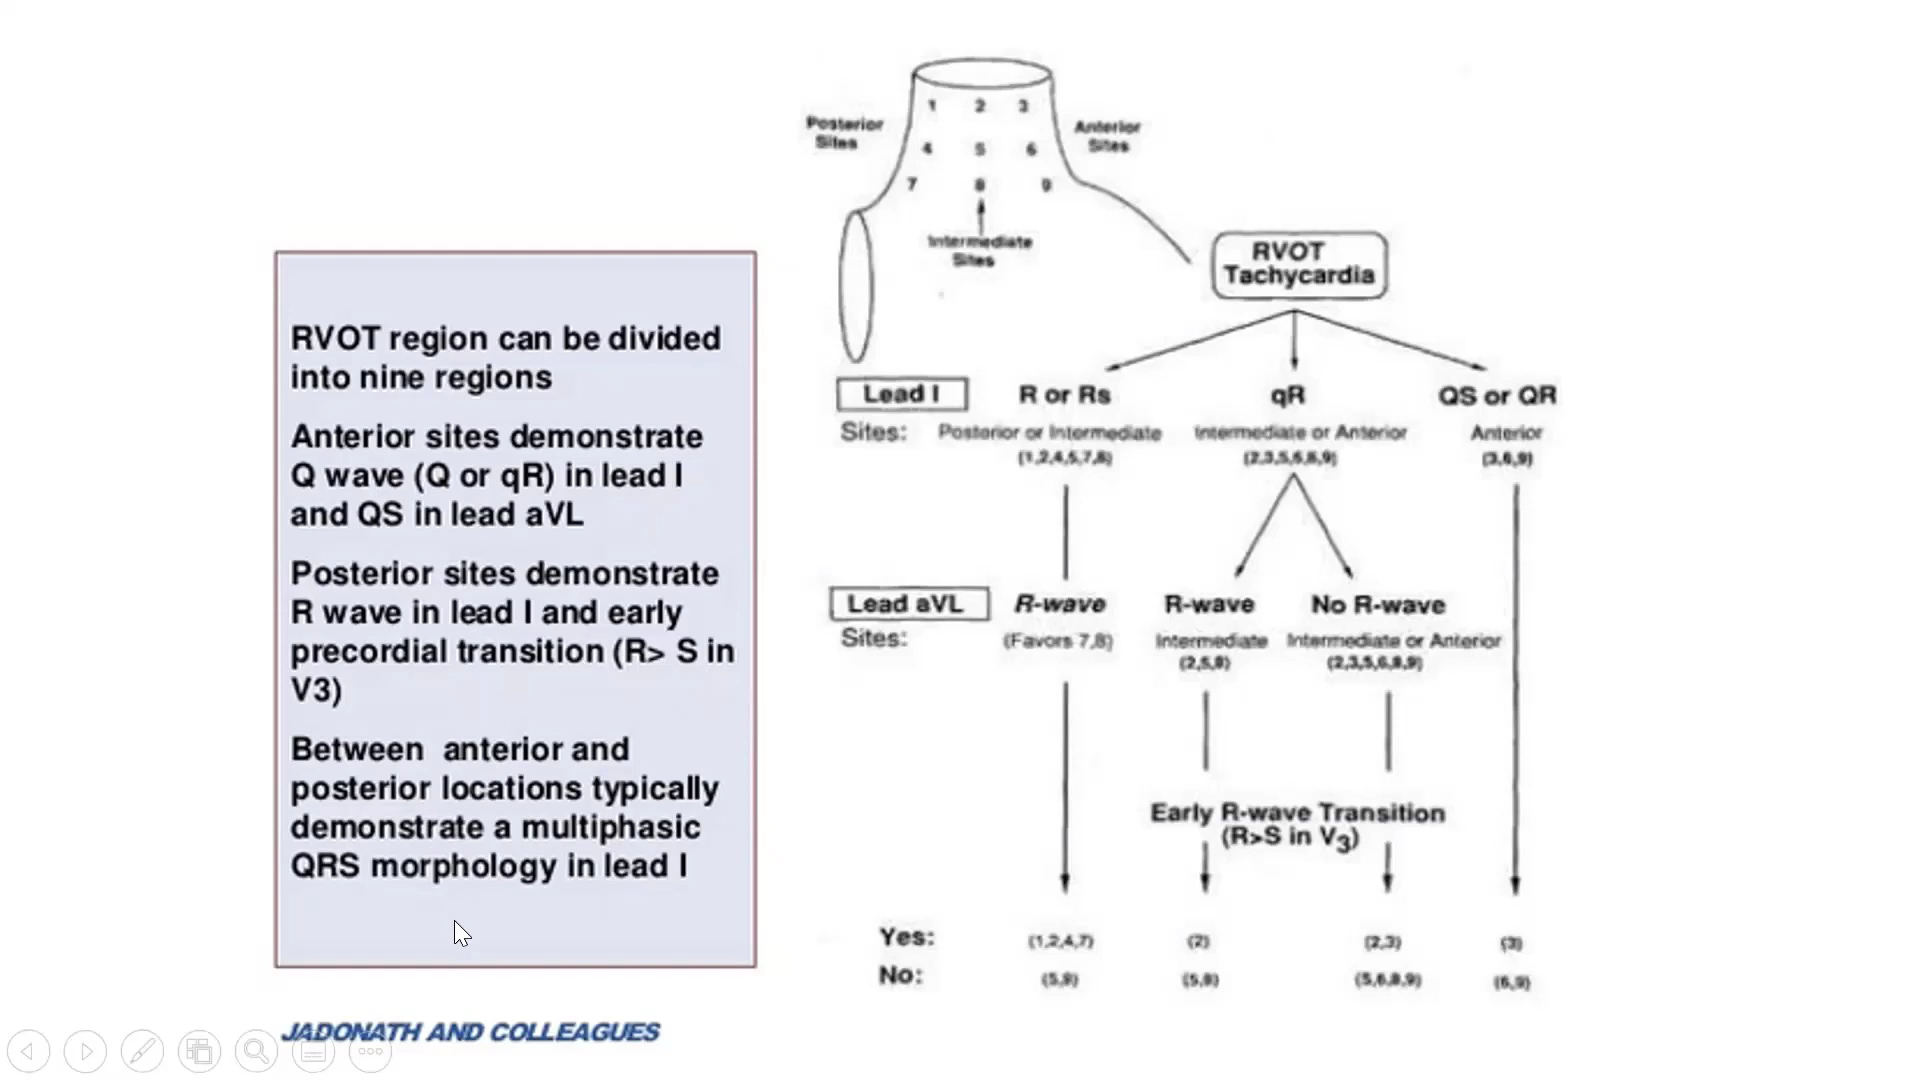 RVOT region can be divided
into nine regions
Anterior sites demonstrate
Q wave (Q or qR) in lead I
and QS in lead aVL
Posterior sites demonstrate
R wave in lead I and early
precordial transition (R> S in
V3)
Between anterior and
posterior locations typically
demonstrate a multiphasic
QRS morphology in lead I
JADONATH AND COLLEAGUES
1 2 3
Posterior
Sites
Anterior
Sites
4 5 6
7 8 9
Intermediate
Sites
RVOT
Tachycardia
Lead I R or Rs qR QS or QR
Sites: Posterior or Intermediate Intermediate or Anterior Anterior
(1,2,4,5,7,8) (2,3,5,6,8,9) (3,6,9)
Lead aVL R-wave R-wave No R-wave
Sites: (Favors 7,8) Intermediate Intermediate or Anterior
(2,5,8) (2,3,5,6,8,9)
Early R-wave Transition
(R>S in V3)
Yes: (1,2,4,7) (2) (2,3) (3)
No: (5,8) (5,8) (5,6,8,9) (6,9)